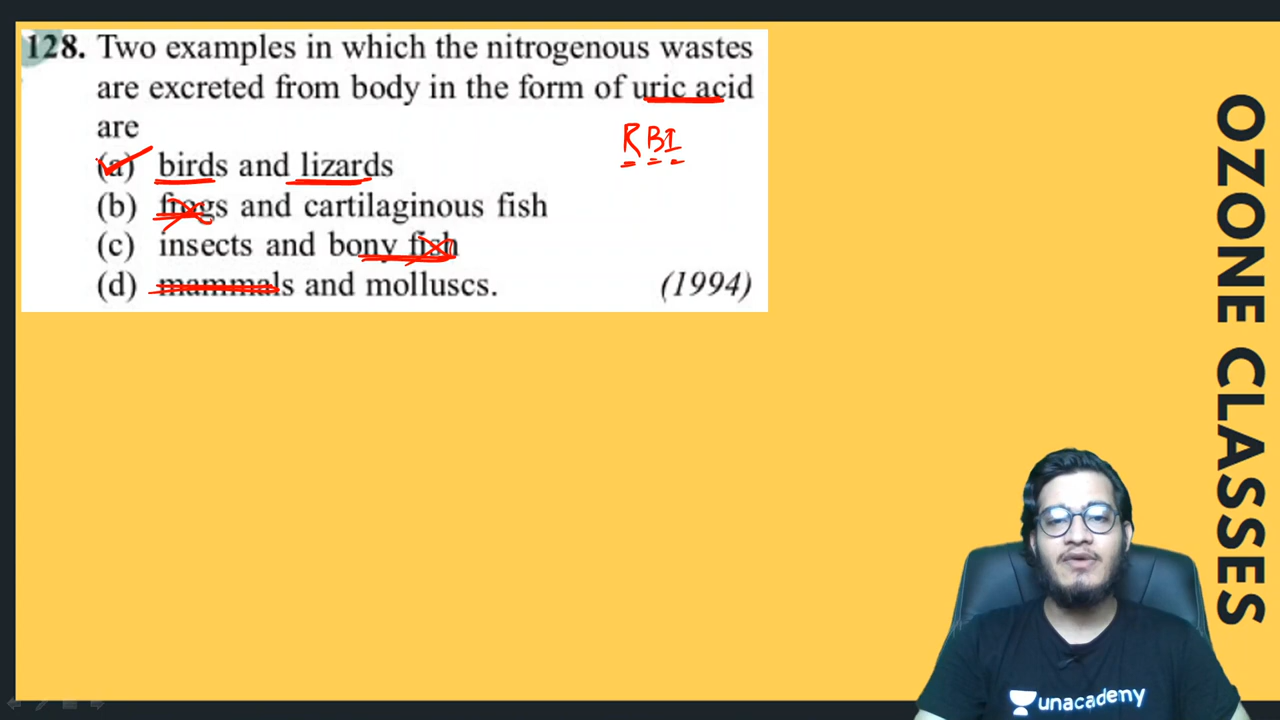 128. Two examples in which the nitrogenous wastes
are excreted from body in the form of uric acid
are
RBI
(a) birds and lizards
(b) frogs and cartilaginous fish
(c) insects and bony fish
(d) mammals and molluscs. (1994)
OZONE CLASSES
unacademy